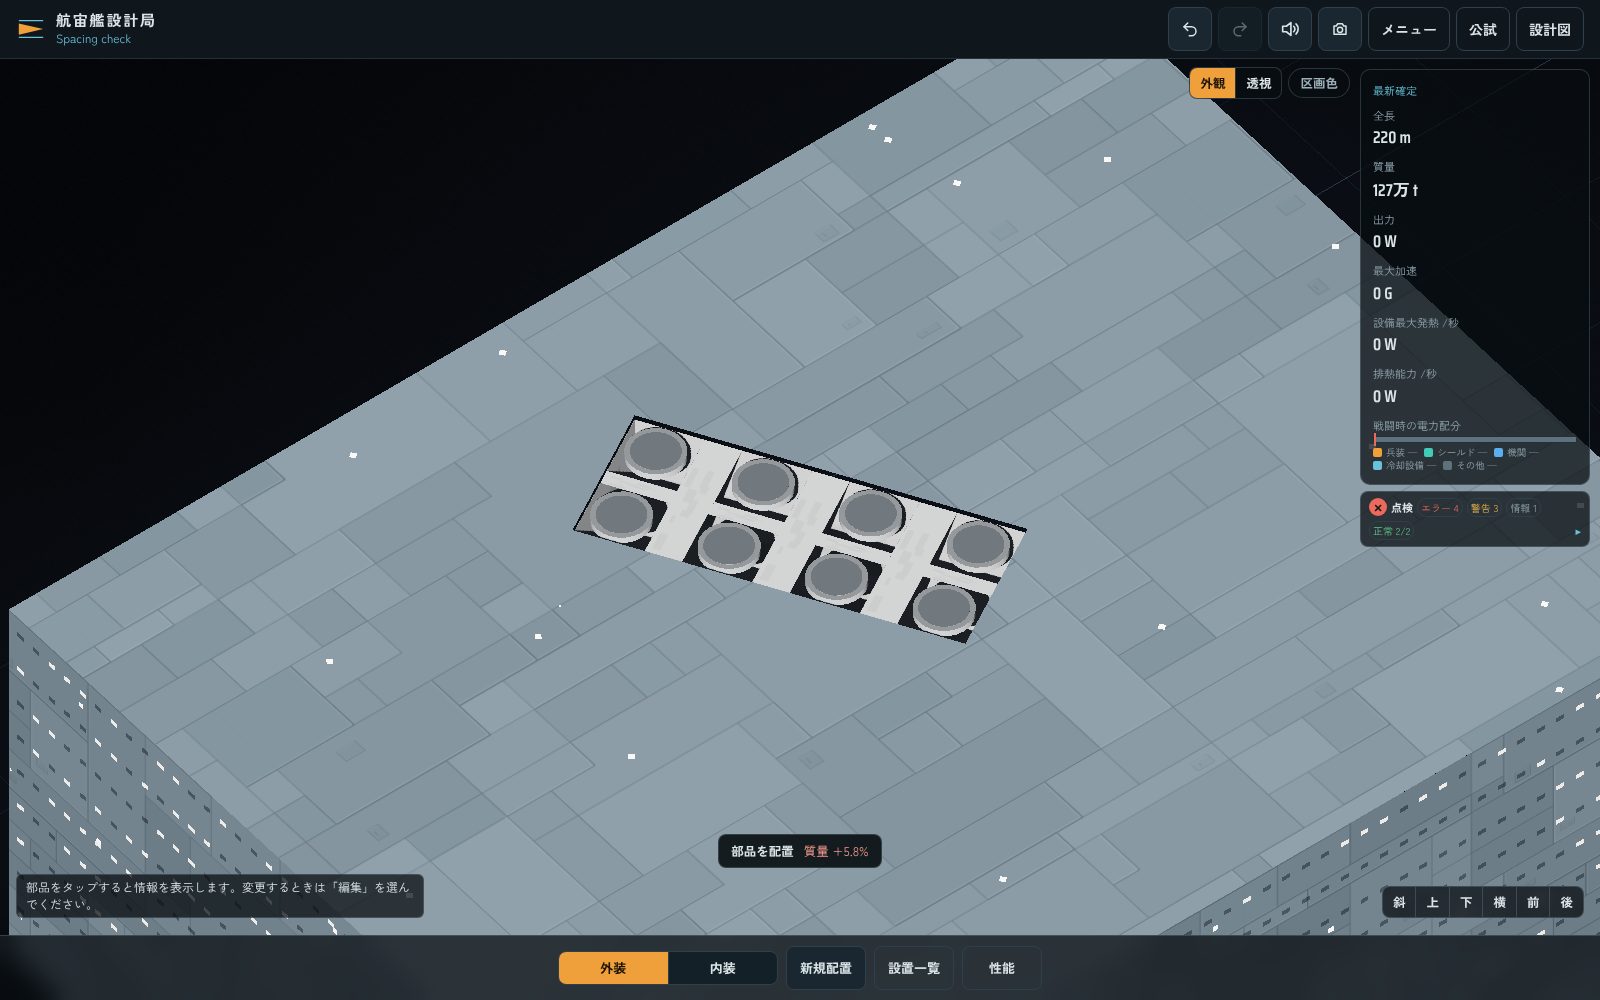 航宙艦設計局
Spacing check
メニュー
公試
設計図
外観
透視
区画色
最新確定
全長
220 m
質量
127万 t
出力
0 W
最大加速
0 G
設備最大発熱 /秒
0 W
排熱能力 /秒
0 W
戦闘時の電力配分
兵装 — シールド — 機関 —
冷却設備 — その他 —
点検 エラー 4 警告 3 情報 1
正常 2/2
部品を配置 質量 +5.8%
部品をタップすると情報を表示します。変更するときは「編集」を選ん
でください。
斜 上 下 横 前 後
外装
内装
新規配置
設置一覧
性能